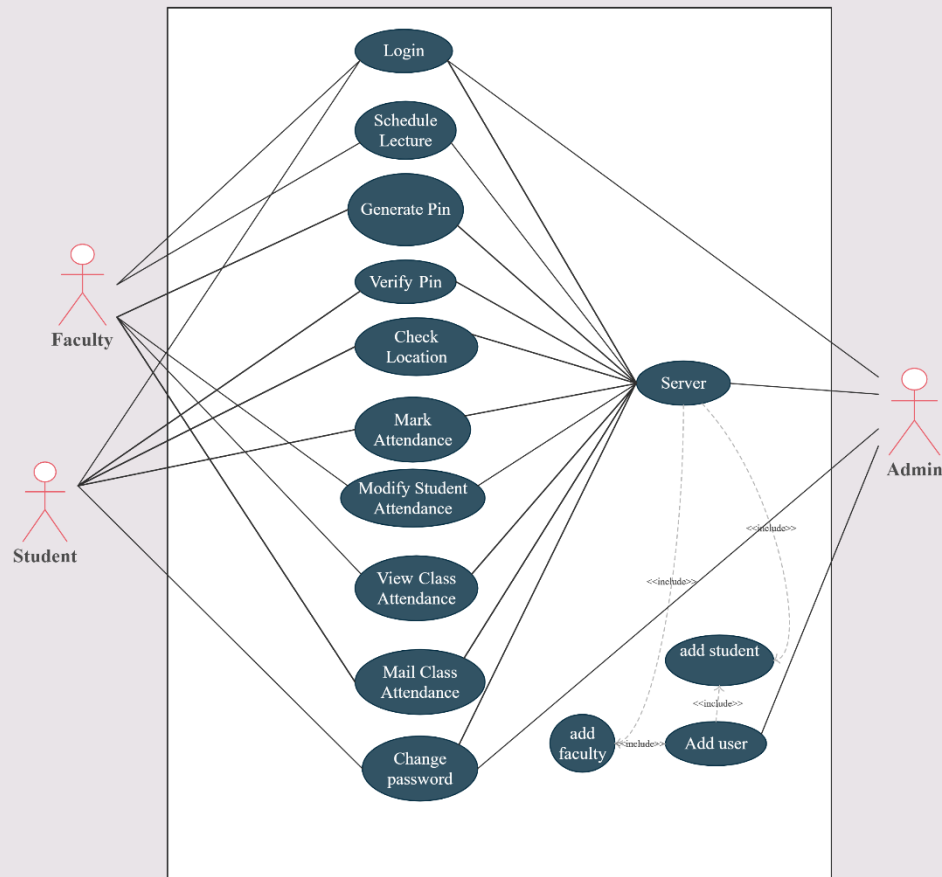 Login
Schedule
Lecture
Generate Pin
Verify Pin
Faculty
Check
Location
Server
Mark
Attendance
Admin
Modify Student
Attendance
Student
<<include>>
View Class
Attendance
<<include>>
add student
Mail Class
Attendance
<<include>>
add
faculty
<<include>>
Add user
Change
password